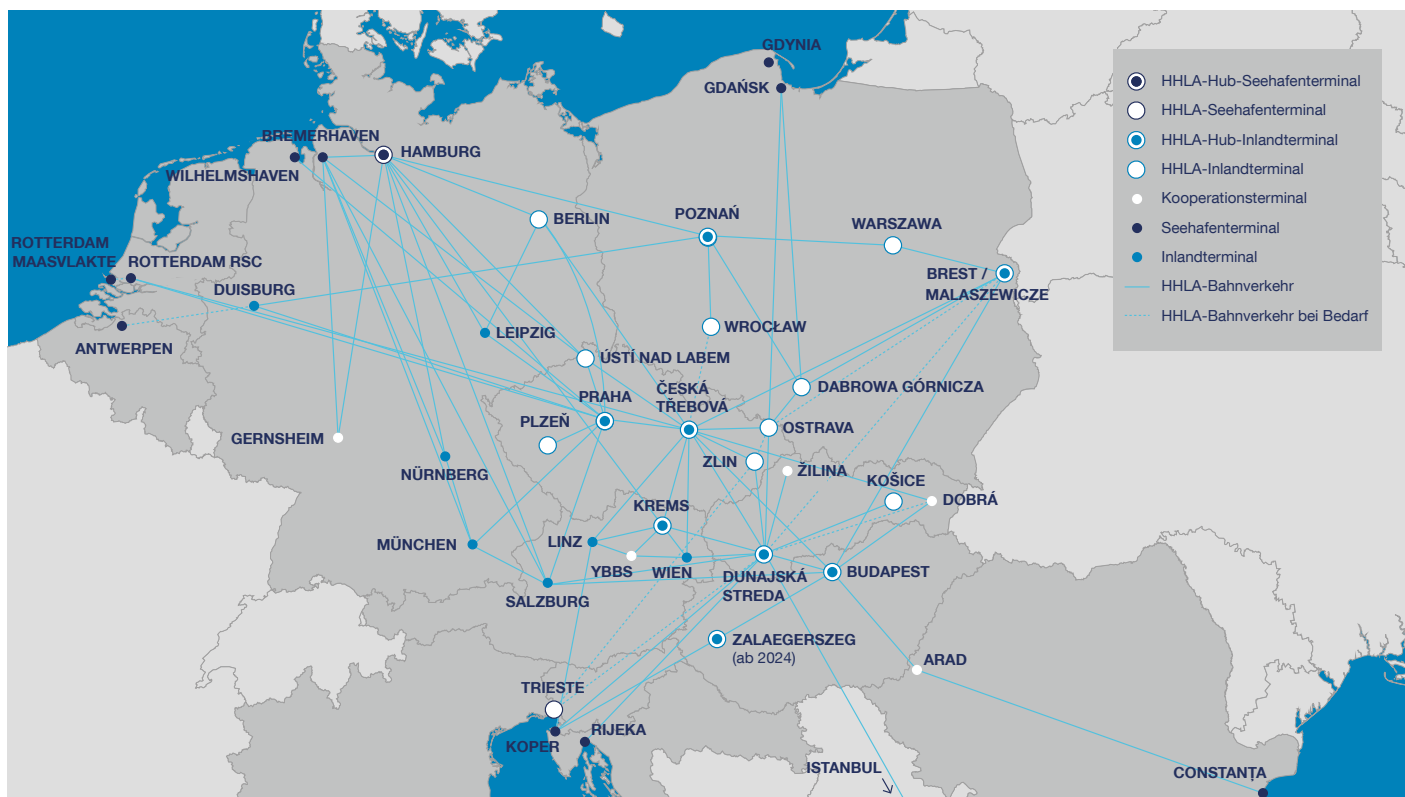 GDYNIA
GDAŃSK
HHLA-Hub-Seehafenterminal
HHLA-Seehafenterminal
HHLA-Hub-Inlandterminal
HHLA-Inlandterminal
Kooperationsterminal
Seehafenterminal
Inlandterminal
HHLA-Bahnverkehr
HHLA-Bahnverkehr bei Bedarf
BREMERHAVEN
HAMBURG
WILHELMSHAVEN
BERLIN
POZNAŃ
WARSZAWA
ROTTERDAM
MAASVLAKTE
ROTTERDAM RSC
DUISBURG
BREST /
MALASZEWICZE
ANTWERPEN
LEIPZIG
WROCŁAW
ÚSTÍ NAD LABEM
DABROWA GÓRNICZA
PRAHA
ČESKÁ
TŘEBOVÁ
PLZEŇ
OSTRAVA
GERNSHEIM
NÜRNBERG
ZLIN
ŽILINA
KOŠICE
DOBRÁ
KREMS
MÜNCHEN
LINZ
YBBS
WIEN
DUNAJSKÁ
STREDA
BUDAPEST
SALZBURG
ZALAEGERSZEG
(ab 2024)
ARAD
TRIESTE
KOPER
RIJEKA
ISTANBUL
CONSTANȚA